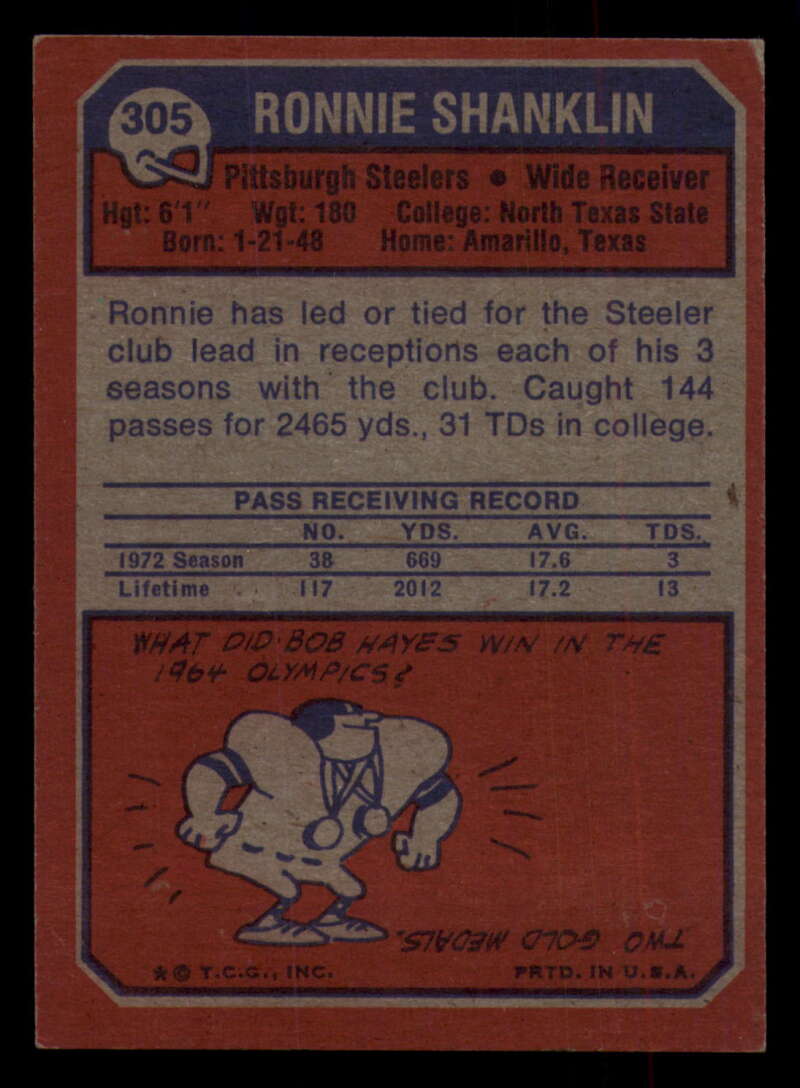 305
RONNIE SHANKLIN
Pittsburgh Steelers • Wide Receiver
Hgt: 6'1" Wgt: 180 College: North Texas State
Born: 1-21-48 Home: Amarillo, Texas
Ronnie has led or tied for the Steeler
club lead in receptions each of his 3
seasons with the club. Caught 144
passes for 2465 yds., 31 TDs in college.
PASS RECEIVING RECORD
NO. YDS. AVG. TDS.
1972 Season 38 669 17.6 3
Lifetime 117 2012 17.2 13
WHAT DID BOB HAYES WIN IN THE
1964 OLYMPICS?
TWO GOLD MEDALS.
* © T.C.G., INC. PRTD. IN U.S.A.